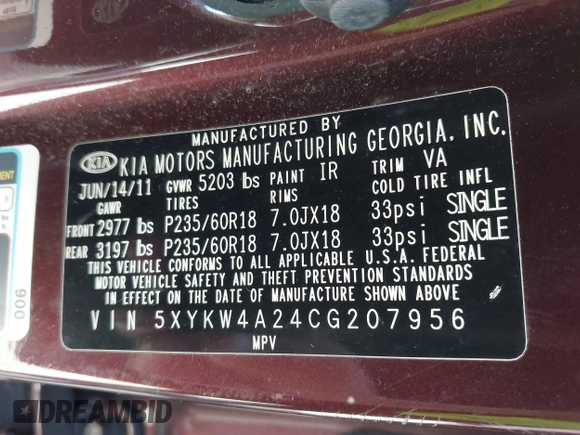 MANUFACTURED BY
KIA KIA MOTORS MANUFACTURING GEORGIA, INC.
JUN/14/11 GVWR 5203 lbs PAINT IR TRIM VA
GAWR TIRES RIMS COLD TIRE INFL
FRONT 2977 lbs P235/60R18 7.0JX18 33psi SINGLE
REAR 3197 lbs P235/60R18 7.0JX18 33psi SINGLE
THIS VEHICLE CONFORMS TO ALL APPLICABLE U.S.A. FEDERAL
MOTOR VEHICLE SAFETY AND THEFT PREVENTION STANDARDS
IN EFFECT ON THE DATE OF MANUFACTURE SHOWN ABOVE
VIN 5XYKW4A24CG207956
MPV
006
DREAMBID